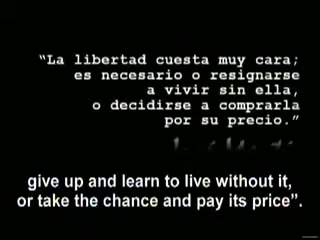 “La libertad cuesta muy cara;
es necesario o resignarse
a vivir sin ella,
o decidirse a comprarla
por su precio.”
give up and learn to live without it,
or take the chance and pay its price”.